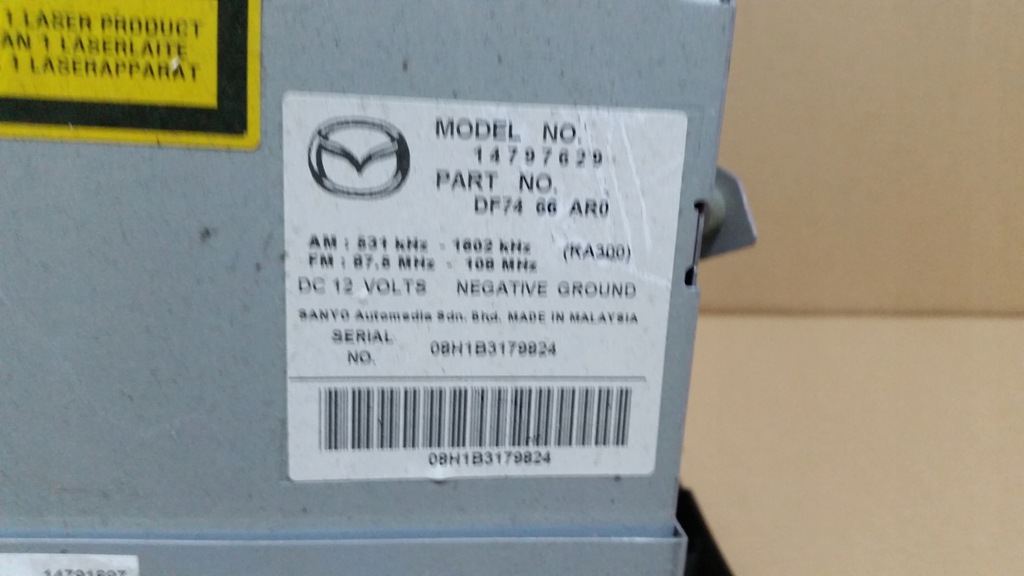 1 LASER PRODUCT
AN 1 LASERLAITE
1 LASERAPPARAT
MODEL NO.
14797629
PART NO.
DF74 66 AR0
AM : 531 kHz - 1602 kHz (RA300)
FM : 87.5 MHz - 108 MHz
DC 12 VOLTS NEGATIVE GROUND
SANYO Automedia Sdn. Bhd. MADE IN MALAYSIA
SERIAL NO. 08H1B3179824
08H1B3179824